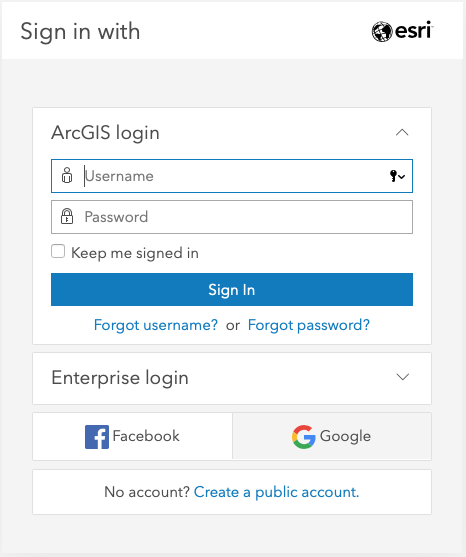 Sign in with
esri
ArcGIS login
Username
Password
Keep me signed in
Sign In
Forgot username? or Forgot password?
Enterprise login
Facebook
Google
No account? Create a public account.